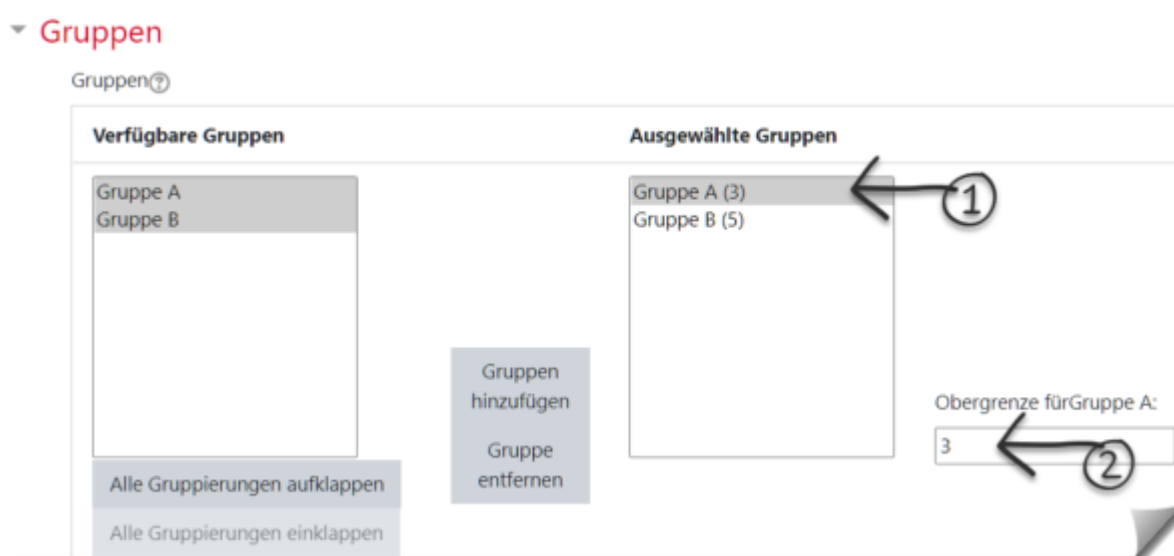 Gruppen
Gruppen?
Verfügbare Gruppen
Ausgewählte Gruppen
Gruppe A
Gruppe B
Gruppe A (3)
Gruppe B (5)
1
Gruppen
hinzufügen
Gruppe
entfernen
Obergrenze fürGruppe A:
3
2
Alle Gruppierungen aufklappen
Alle Gruppierungen einklappen